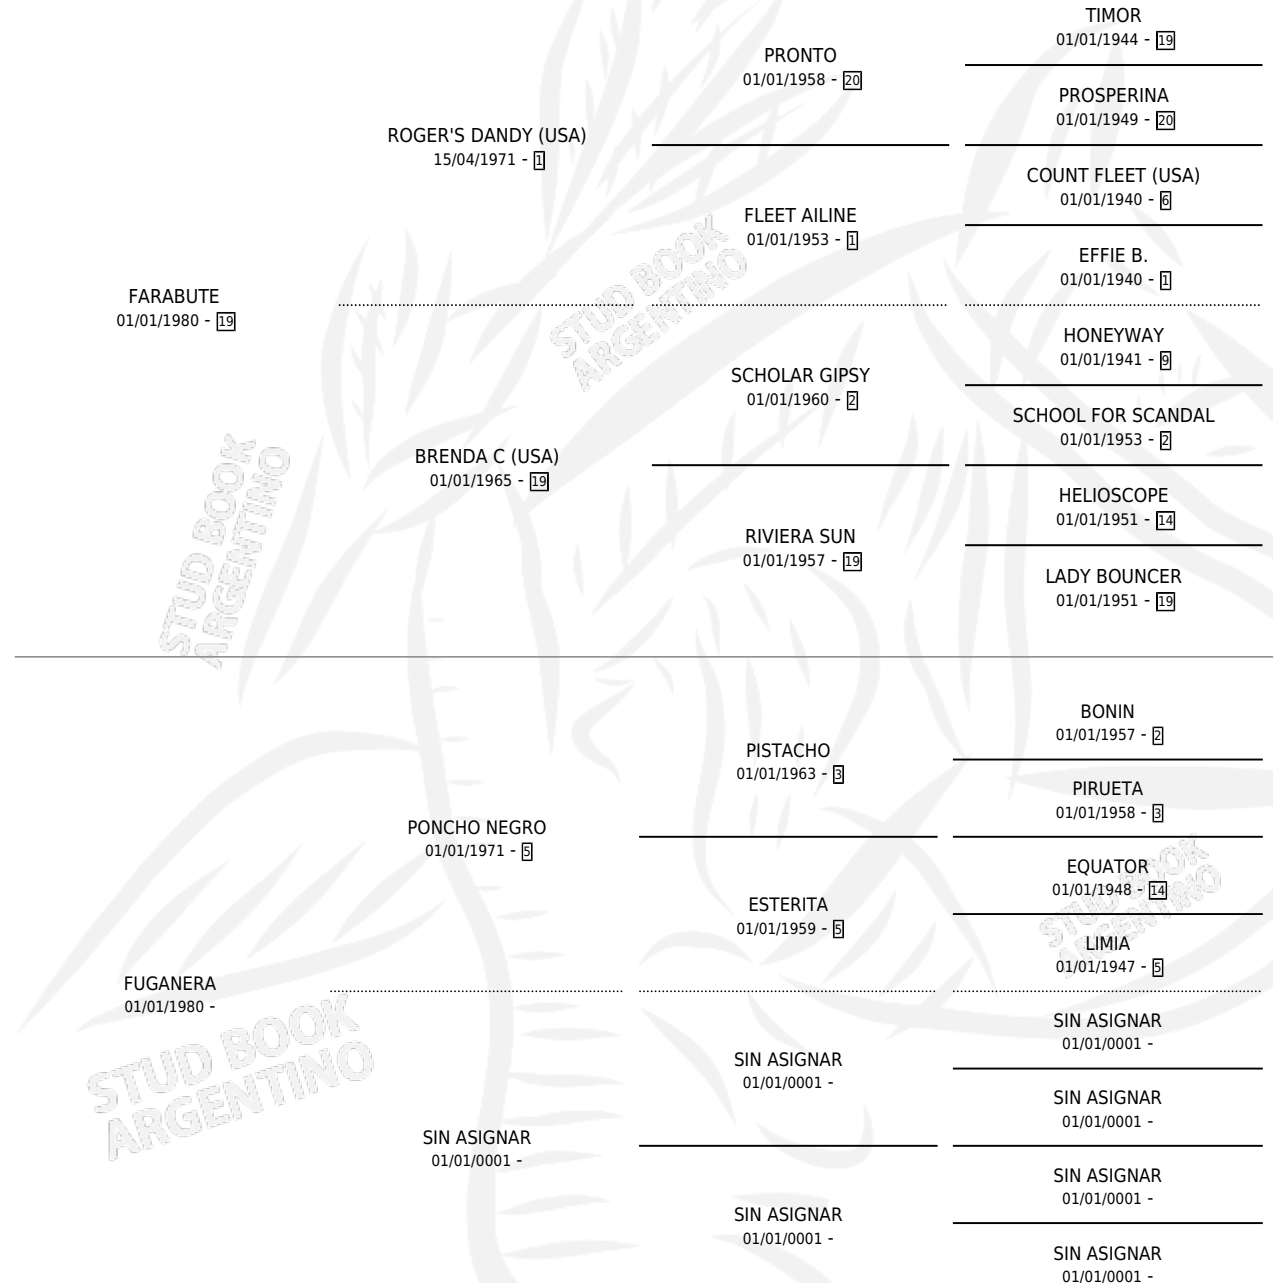 TIMOR
01/01/1944 - 19
PRONTO
01/01/1958 - 20
PROSPERINA
01/01/1949 - 20
ROGER'S DANDY (USA)
15/04/1971 - 1
COUNT FLEET (USA)
01/01/1940 - 6
FLEET AILINE
01/01/1953 - 1
EFFIE B.
01/01/1940 - 1
FARABUTE
01/01/1980 - 19
HONEYWAY
01/01/1941 - 9
SCHOLAR GIPSY
01/01/1960 - 2
SCHOOL FOR SCANDAL
01/01/1953 - 2
BRENDA C (USA)
01/01/1965 - 19
HELIOSCOPE
01/01/1951 - 14
RIVIERA SUN
01/01/1957 - 19
LADY BOUNCER
01/01/1951 - 19
STUD BOOK
ARGENTINO
STUD BOOK
ARGENTINO
BONIN
01/01/1957 - 2
PISTACHO
01/01/1963 - 3
PIRUETA
01/01/1958 - 3
PONCHO NEGRO
01/01/1971 - 5
EQUATOR
01/01/1948 - 14
ESTERITA
01/01/1959 - 5
LIMIA
01/01/1947 - 5
STUD BOOK
ARGENTINO
FUGANERA
01/01/1980 -
SIN ASIGNAR
01/01/0001 -
SIN ASIGNAR
01/01/0001 -
SIN ASIGNAR
01/01/0001 -
STUD BOOK
ARGENTINO
SIN ASIGNAR
01/01/0001 -
SIN ASIGNAR
01/01/0001 -
SIN ASIGNAR
01/01/0001 -
SIN ASIGNAR
01/01/0001 -